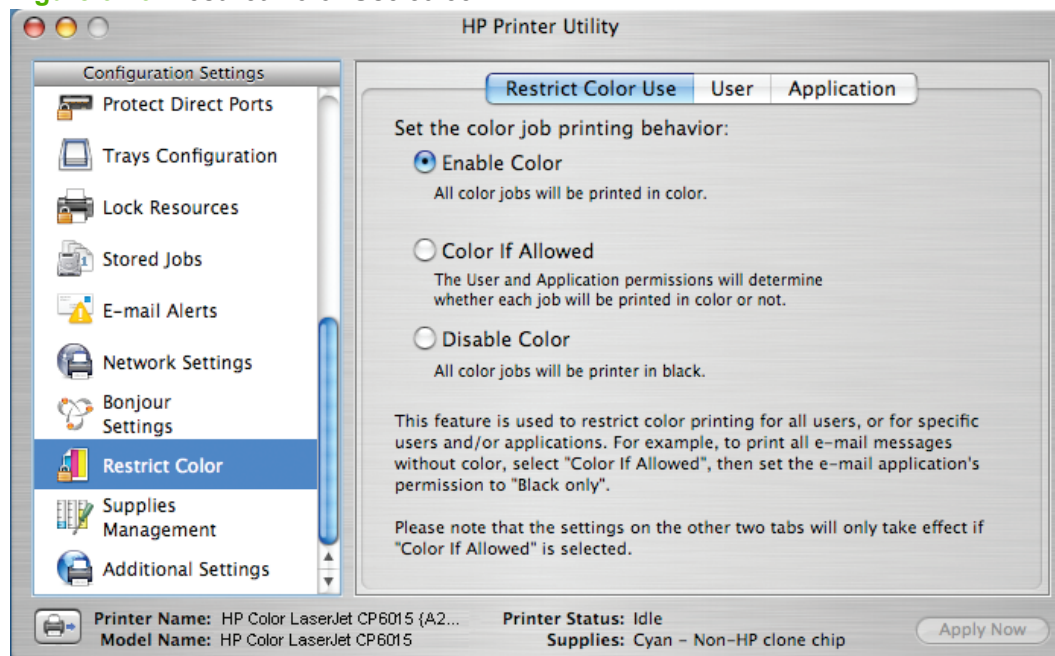 HP Printer Utility
Configuration Settings
Protect Direct Ports
Trays Configuration
Lock Resources
Stored Jobs
E-mail Alerts
Network Settings
Bonjour
Settings
Restrict Color
Supplies
Management
Additional Settings
Restrict Color Use
User
Application
Set the color job printing behavior:
Enable Color
All color jobs will be printed in color.
Color If Allowed
The User and Application permissions will determine
whether each job will be printed in color or not.
Disable Color
All color jobs will be printer in black.
This feature is used to restrict color printing for all users, or for specific
users and/or applications. For example, to print all e-mail messages
without color, select "Color If Allowed", then set the e-mail application's
permission to "Black only".
Please note that the settings on the other two tabs will only take effect if
"Color If Allowed" is selected.
Printer Name: HP Color LaserJet CP6015 {A2...
Model Name: HP Color LaserJet CP6015
Printer Status: Idle
Supplies: Cyan - Non-HP clone chip
Apply Now